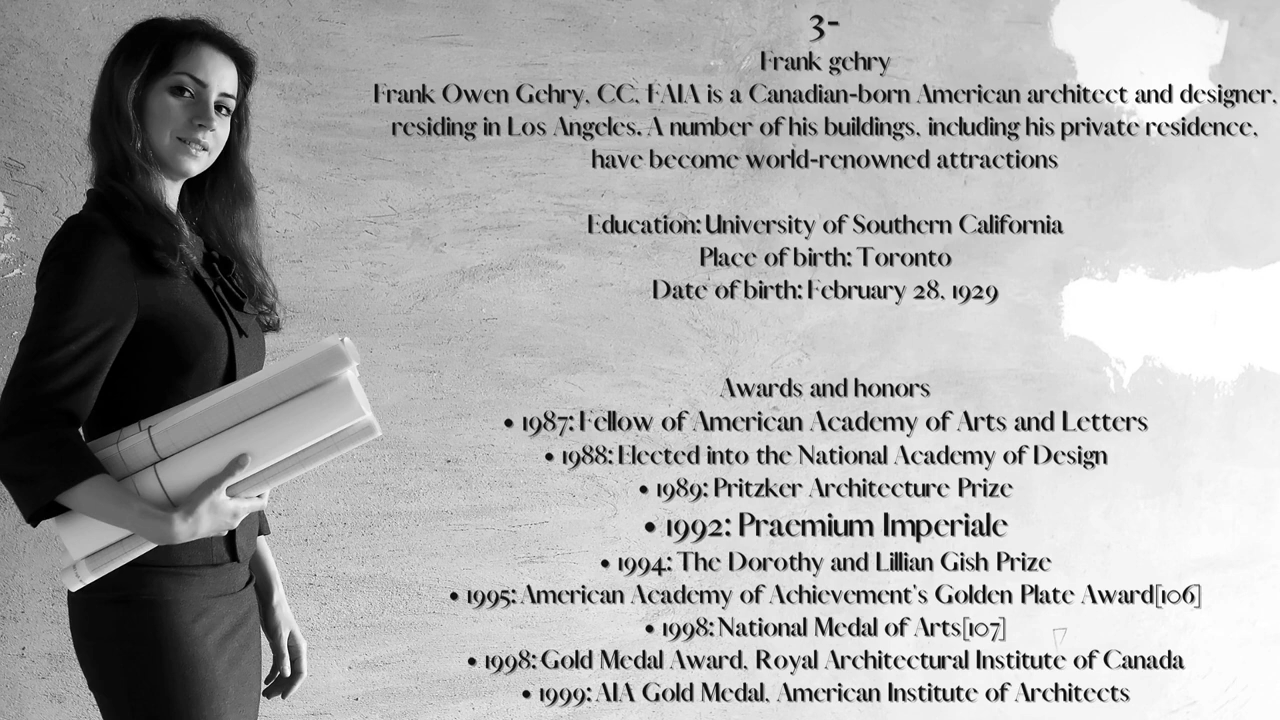 3-
Frank gehry
Frank Owen Gehry, CC, FAIA is a Canadian-born American architect and designer,
residing in Los Angeles. A number of his buildings, including his private residence,
have become world-renowned attractions
Education: University of Southern California
Place of birth: Toronto
Date of birth: February 28, 1929
Awards and honors
• 1987: Fellow of American Academy of Arts and Letters
• 1988: Elected into the National Academy of Design
• 1989: Pritzker Architecture Prize
• 1992: Praemium Imperiale
• 1994: The Dorothy and Lillian Gish Prize
• 1995: American Academy of Achievement's Golden Plate Award[106]
• 1998: National Medal of Arts[107]
• 1998: Gold Medal Award, Royal Architectural Institute of Canada
• 1999: AIA Gold Medal, American Institute of Architects